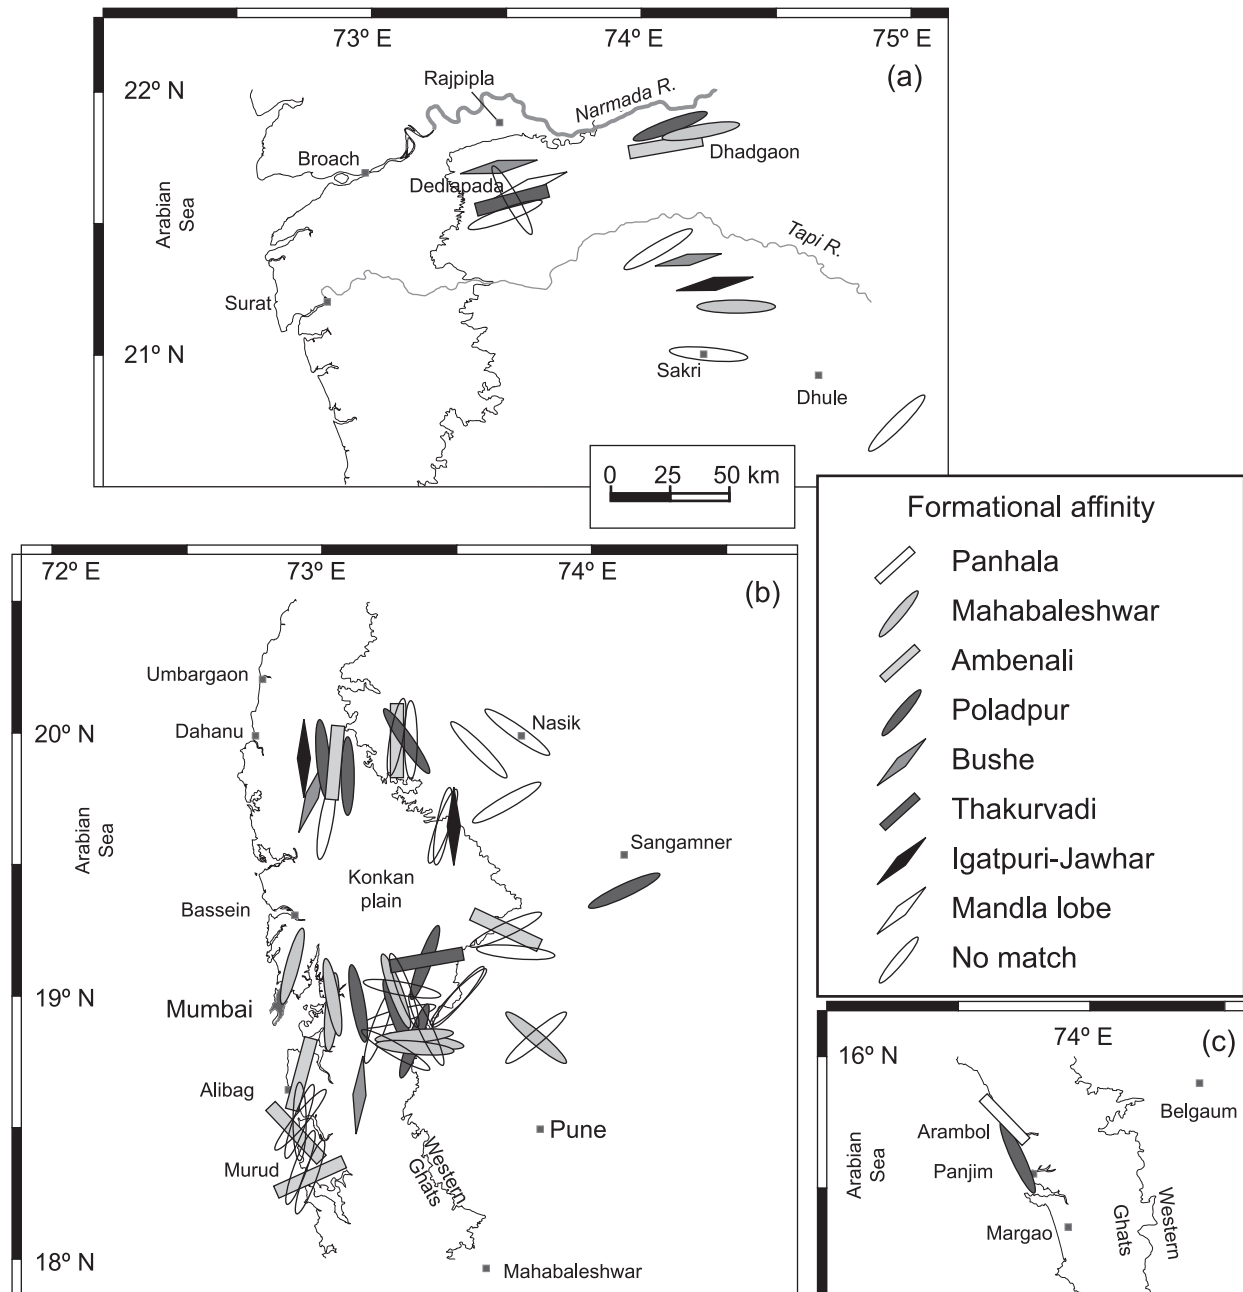 73º E
74º E
75º E
(a)
22º N
Rajpipla
Narmada R.
Broach
Dhadgaon
Dediapada
Arabian
Sea
Tapi R.
Surat
21º N
Sakri
Dhule
0 25 50 km
Formational affinity
Panhala
Mahabaleshwar
Ambenali
Poladpur
Bushe
Thakurvadi
Igatpuri-Jawhar
Mandla lobe
No match
72º E
73º E
74º E
(b)
Umbargaon
20º N
Dahanu
Nasik
Arabian
Sea
Sangamner
Konkan
plain
Bassein
19º N
Mumbai
Alibag
Pune
Murud
Western
Ghats
18º N
Mahabaleshwar
74º E
16º N
(c)
Belgaum
Arambol
Arabian
Sea
Panjim
Western
Ghats
Margao